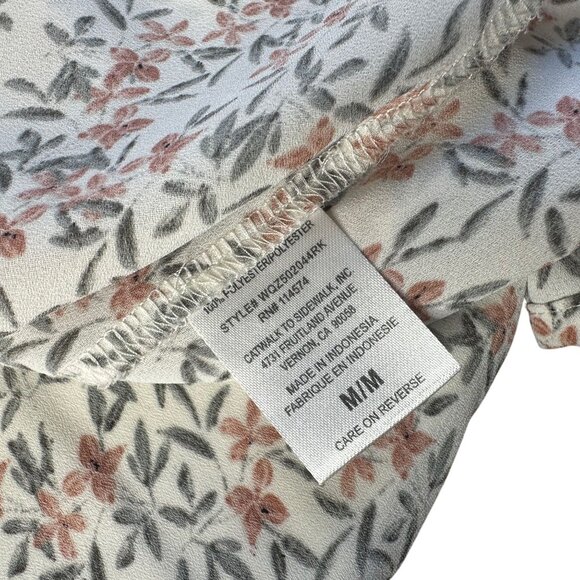 100% POLYESTER/POLYESTER
STYLE# WOZ502044RK
RN# 114574
CATWALK TO SIDEWALK, INC.
4731 FRUITLAND AVENUE
VERNON, CA 90058
MADE IN INDONESIA
FABRIQUE EN INDONESIE
M/M
CARE ON REVERSE